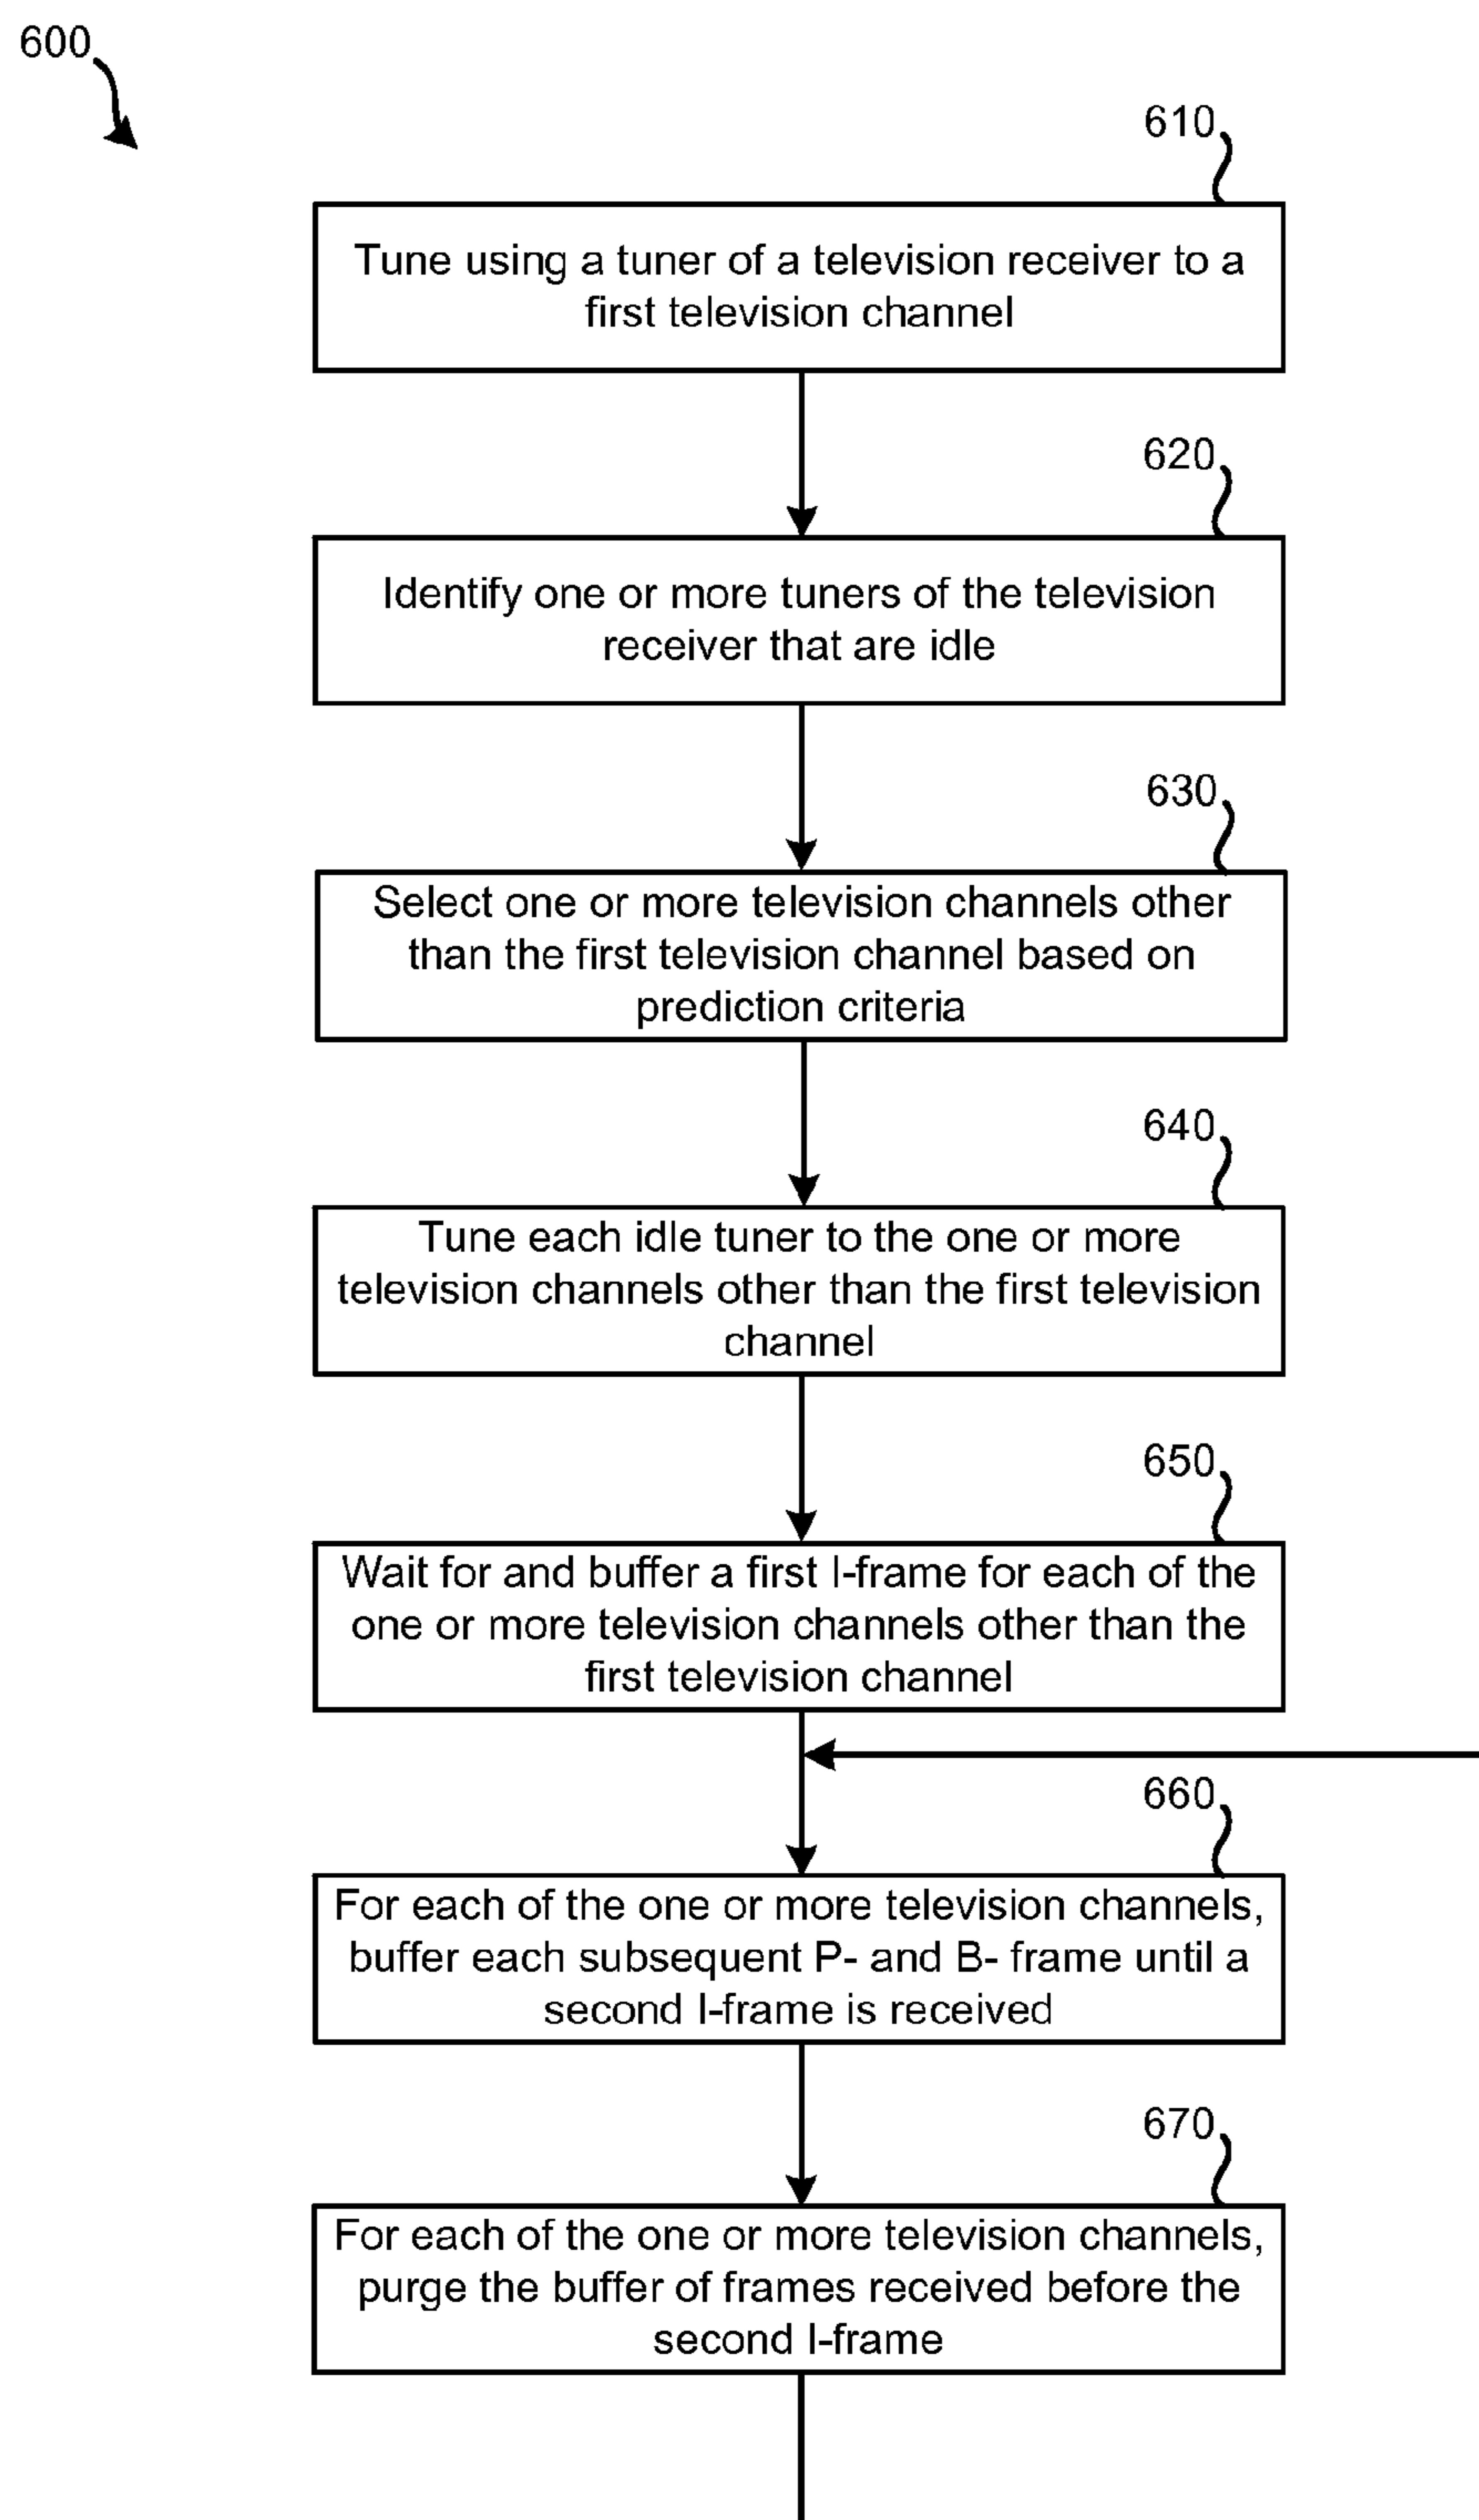 600
610
Tune using a tuner of a television receiver to a
first television channel
620
Identify one or more tuners of the television
receiver that are idle
630
Select one or more television channels other
than the first television channel based on
prediction criteria
640
Tune each idle tuner to the one or more
television channels other than the first television
channel
650
Wait for and buffer a first I-frame for each of the
one or more television channels other than the
first television channel
660
For each of the one or more television channels,
buffer each subsequent P- and B- frame until a
second I-frame is received
670
For each of the one or more television channels,
purge the buffer of frames received before the
second I-frame